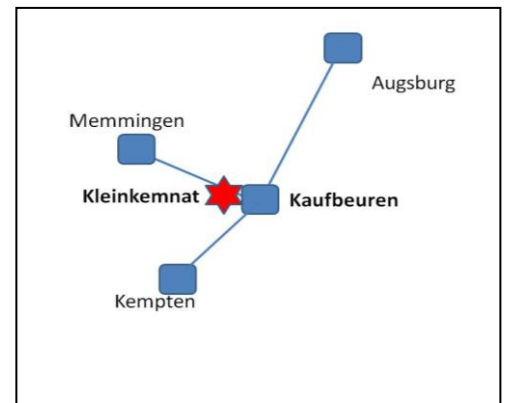 Augsburg
Memmingen
Kleinkemnat
Kaufbeuren
Kempten